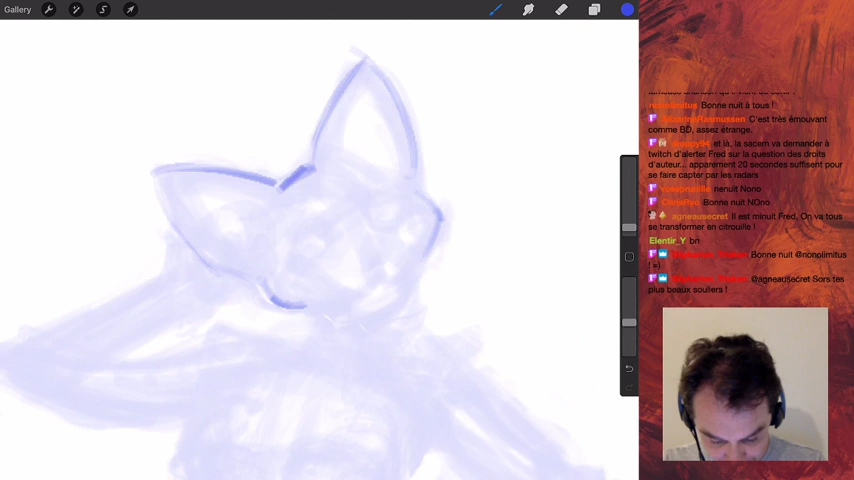 Gallery
nonolimitus Bonne nuit à tous !
C'est très émouvant
comme BD, assez étrange.
et là, la sacem va demander à
twitch d'alerter Fred sur la question des droits
d'auteur... apparement 20 secondes suffisent pour
se faire capter par les radars
nenuit Nono
Bonne nuit NOno
agneausecret Il est minuit Fred, On va tous
se transformer en citrouille !
Elentir_Y bn
Bonne nuit @nonolimitus
! =)
@agneausecret Sors tes
plus beaux souliers !